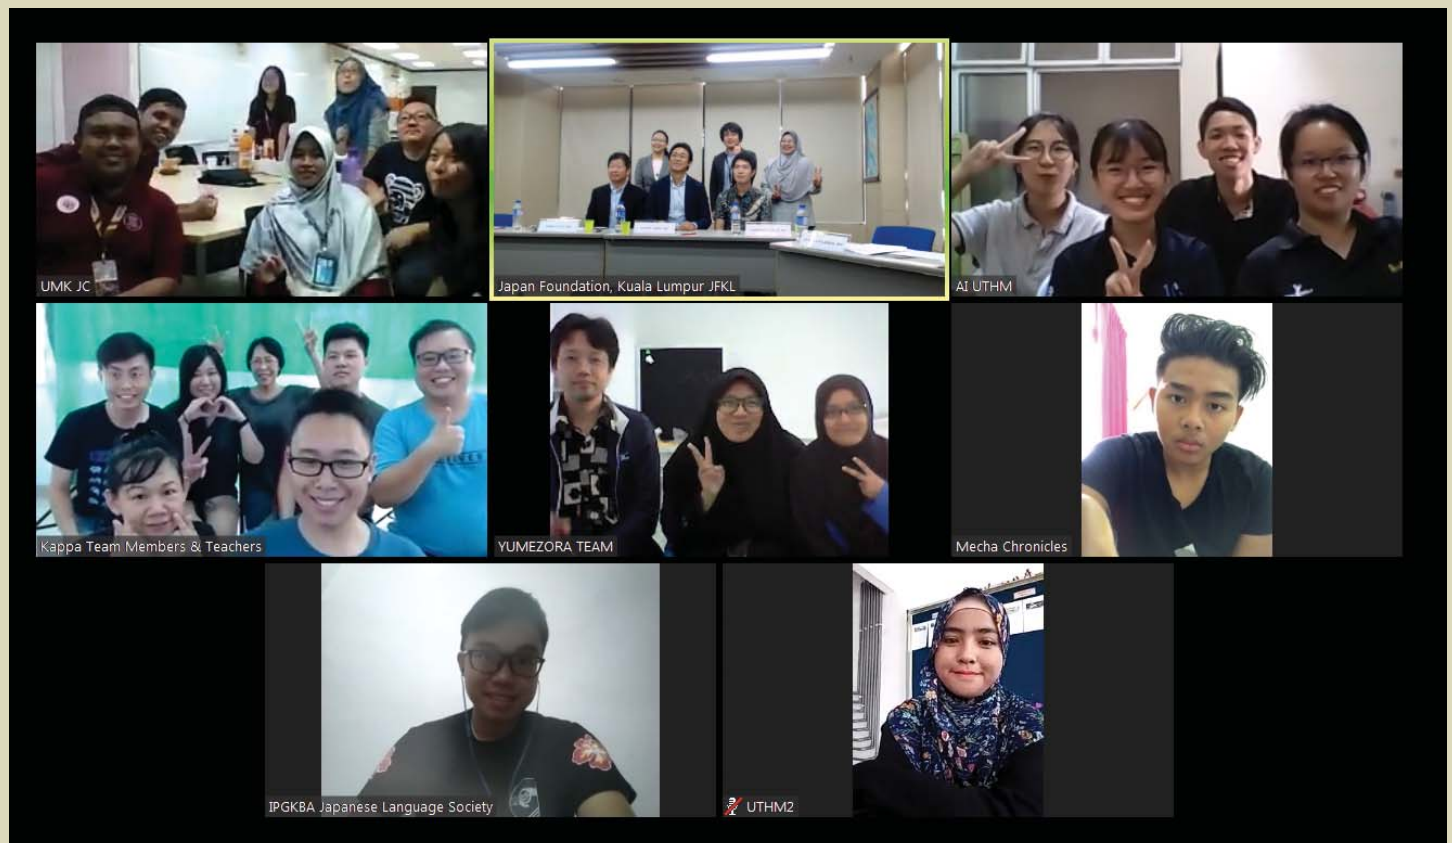 UMK JC
Japan Foundation, Kuala Lumpur JFKL
AI UTHM
Kappa Team Members & Teachers
YUMEZORA TEAM
Mecha Chronicles
IPGKBA Japanese Language Society
UTHM2